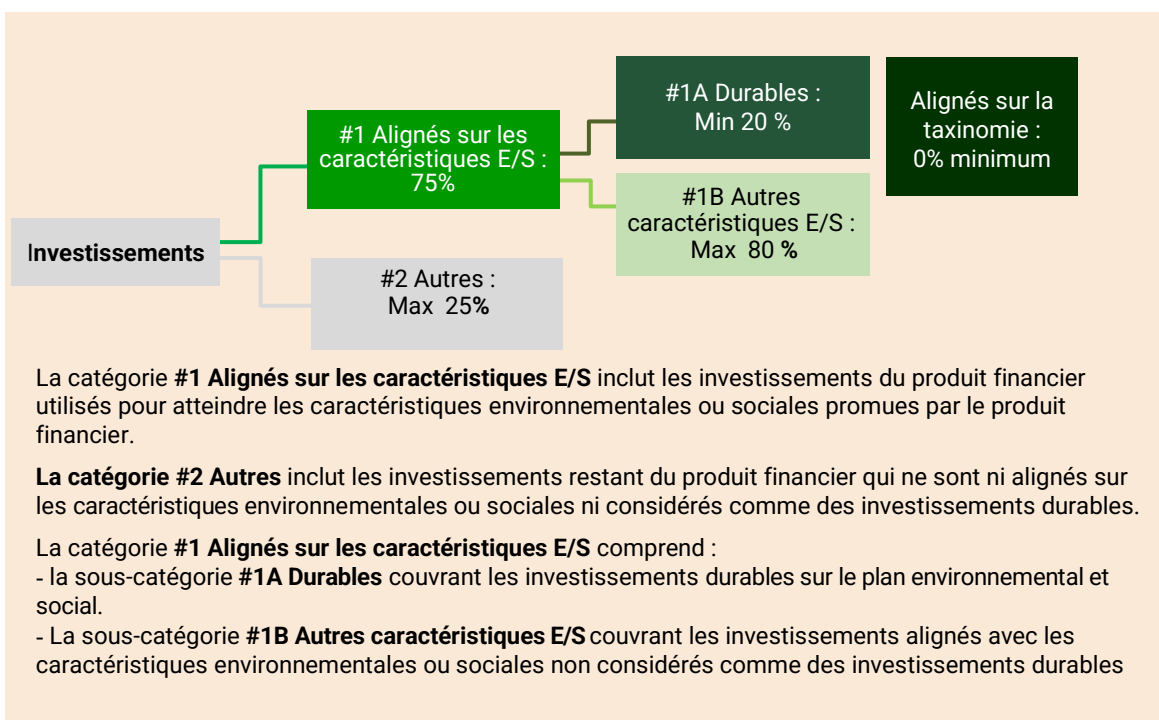 #1A Durables :
Min 20 %
Alignés sur la
taxinomie :
0% minimum
#1 Alignés sur les
caractéristiques E/S :
75%
#1B Autres
caractéristiques E/S :
Max  80 %
Investissements
#2 Autres :
Max  25%
La catégorie #1 Alignés sur les caractéristiques E/S inclut les investissements du produit financier
utilisés pour atteindre les caractéristiques environnementales ou sociales promues par le produit
financier.
La catégorie #2 Autres inclut les investissements restant du produit financier qui ne sont ni alignés sur
les caractéristiques environnementales ou sociales ni considérés comme des investissements durables.
La catégorie #1 Alignés sur les caractéristiques E/S comprend :
- la sous-catégorie #1A Durables couvrant les investissements durables sur le plan environnemental et
social.
- La sous-catégorie #1B Autres caractéristiques E/S couvrant les investissements alignés avec les
caractéristiques environnementales ou sociales non considérés comme des investissements durables